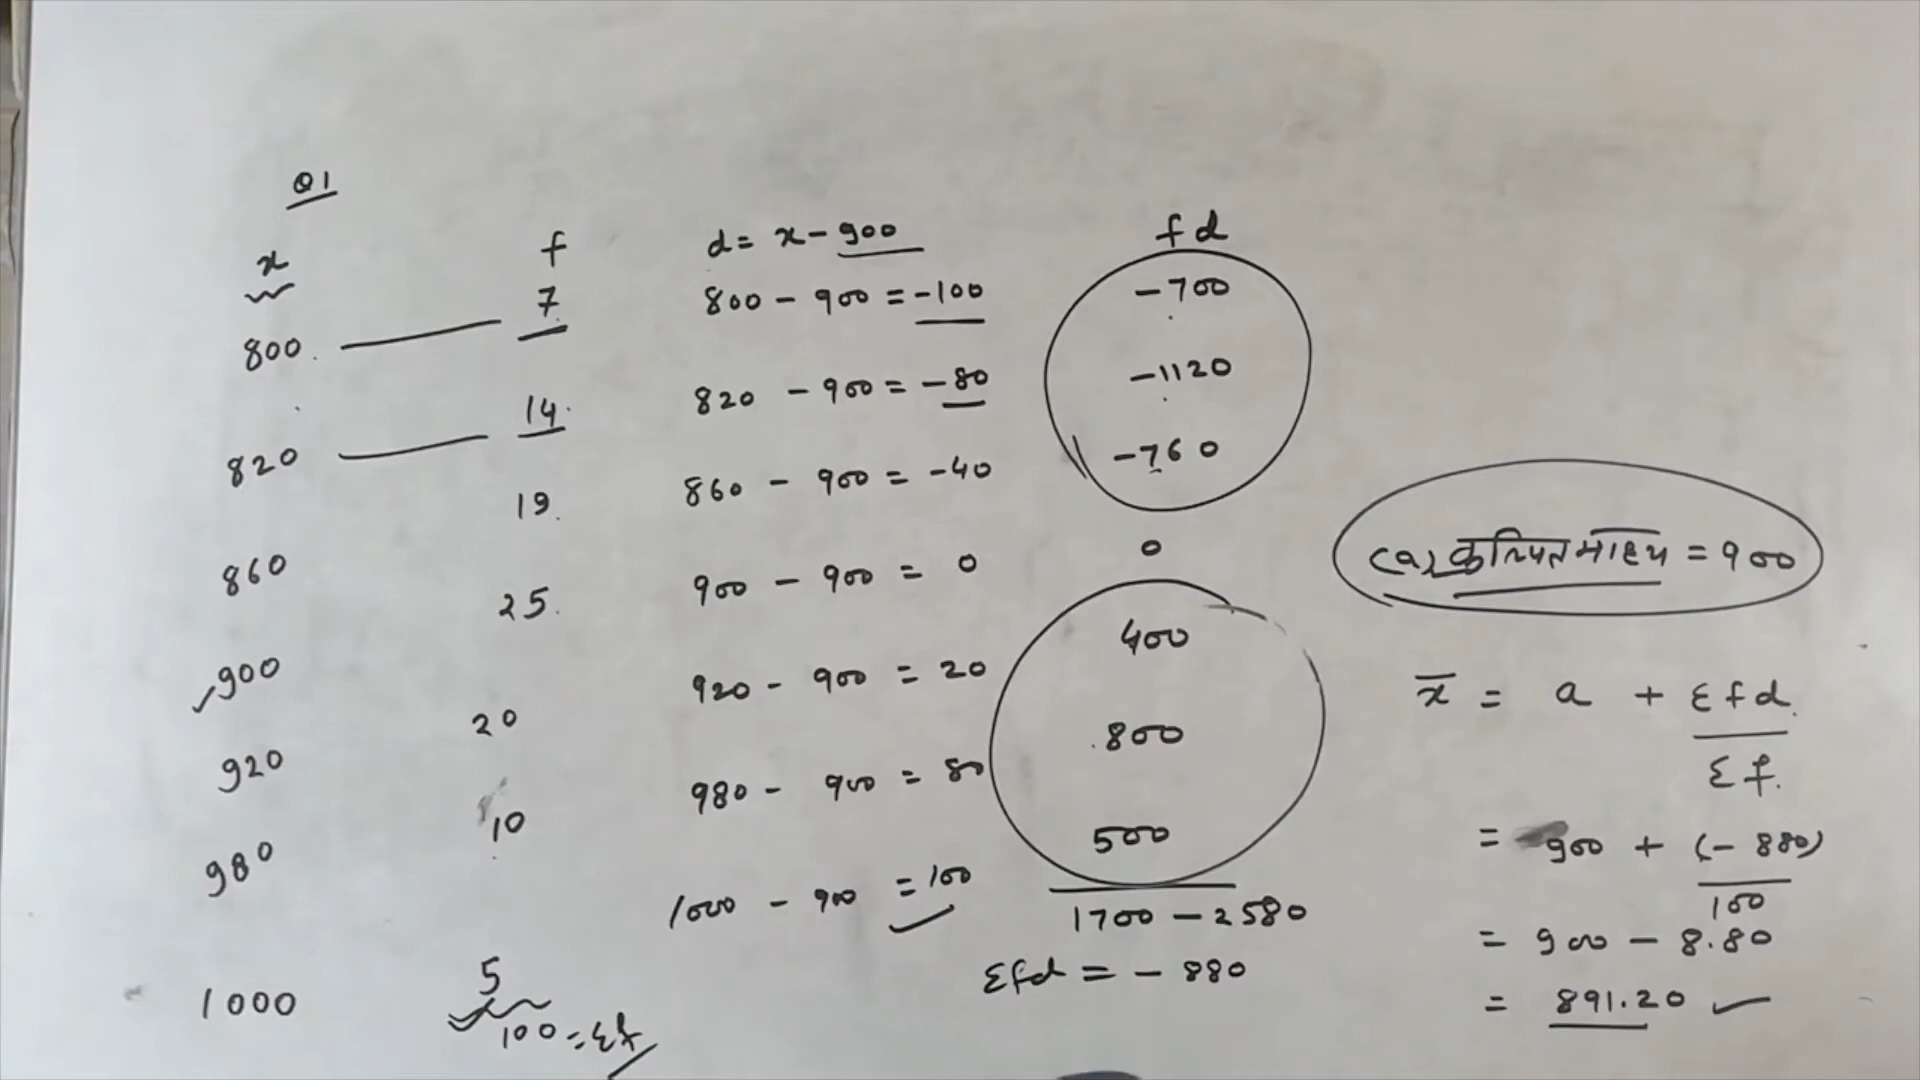 Q1
x f d = x - 900 fd
800 7 800 - 900 = -100 -700
820 14 820 - 900 = -80 -1120
860 19 860 - 900 = -40 -760
900 25 900 - 900 = 0 0
920 20 920 - 900 = 20 400
980 10 980 - 900 = 80 800
1000 5 1000 - 900 = 100 500
100 = Σf
1700 - 2580
Σfd = - 880
(a) कल्पित माध्य = 900
x̄ = a + Σfd / Σf.
= 900 + (- 880) / 100
= 900 - 8.80
= 891.20